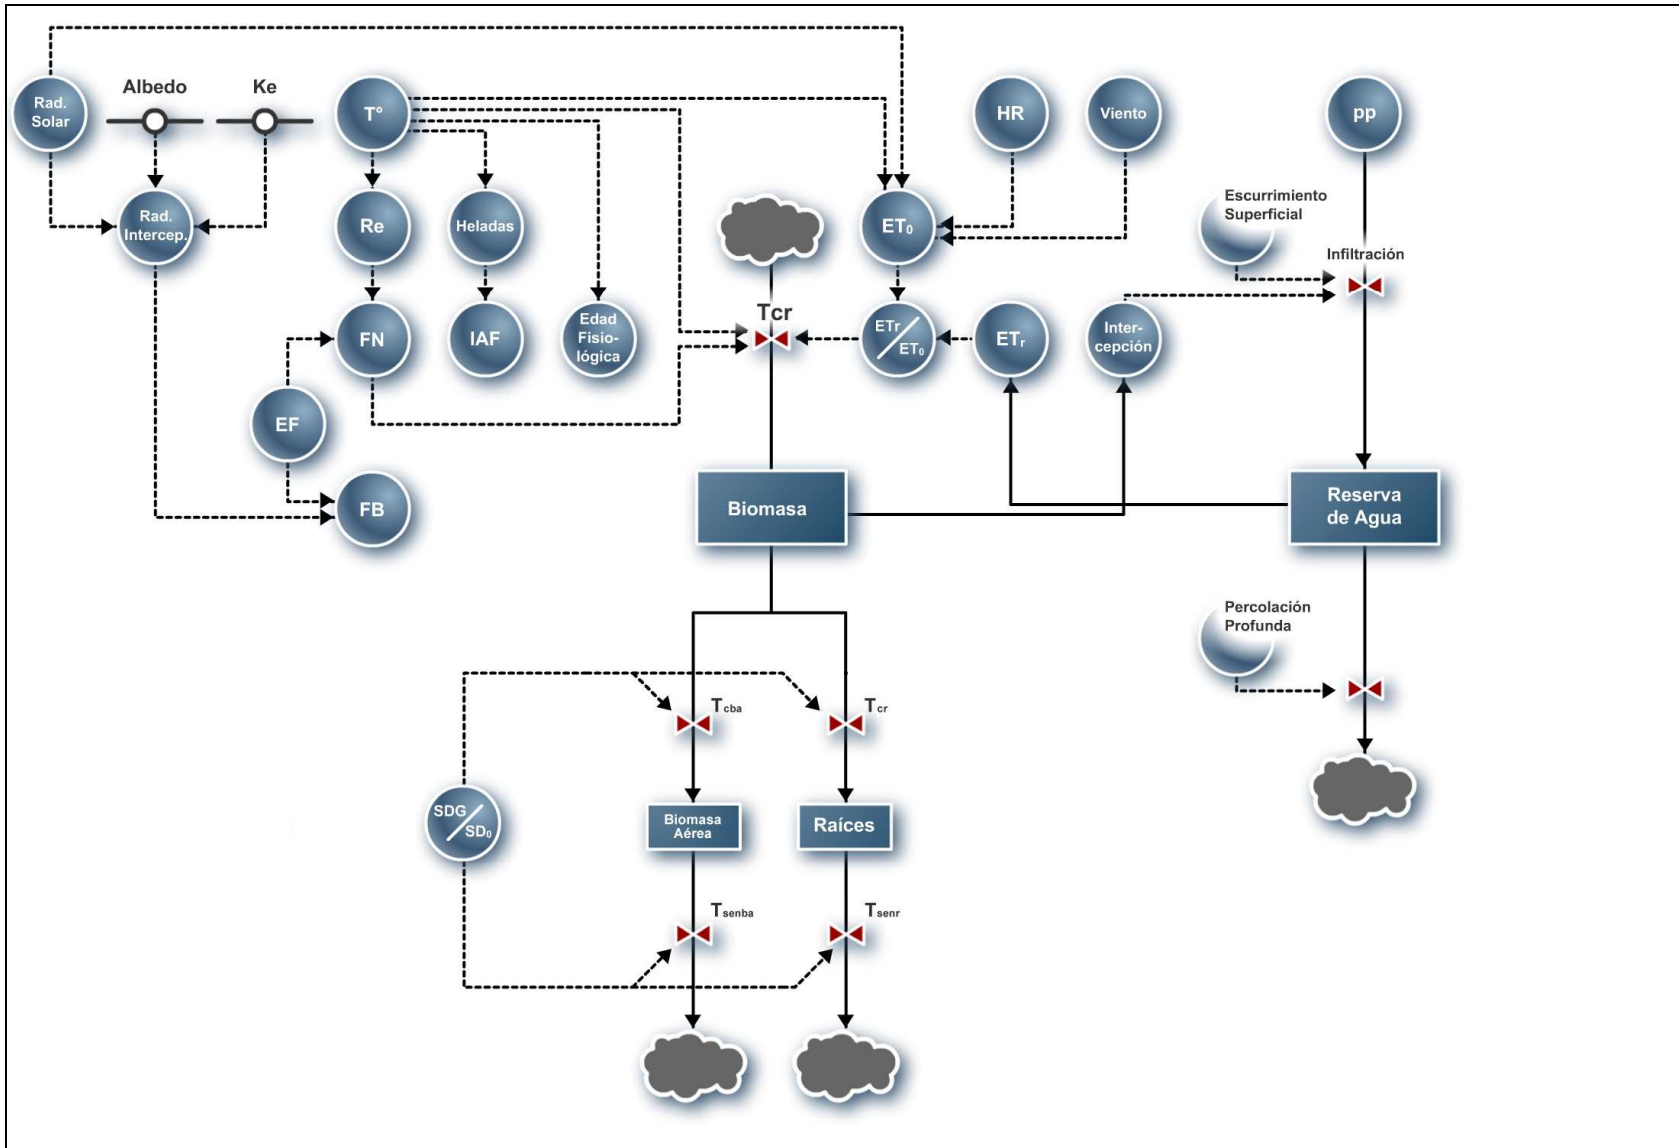 Albedo
Ke
Rad.
Solar
T°
HR
Viento
pp
Rad.
Intercep.
Re
Heladas
ET₀
Escurrimiento
Superficial
Infiltración
Tcr
FN
IAF
Edad
Fisio-
lógica
ETr
ET₀
ETr
Inter-
cepción
EF
FB
Biomasa
Reserva
de Agua
Percolación
Profunda
Tcba
Tcr
SDG
SD₀
Biomasa
Aérea
Raíces
Tsenba
Tsenr